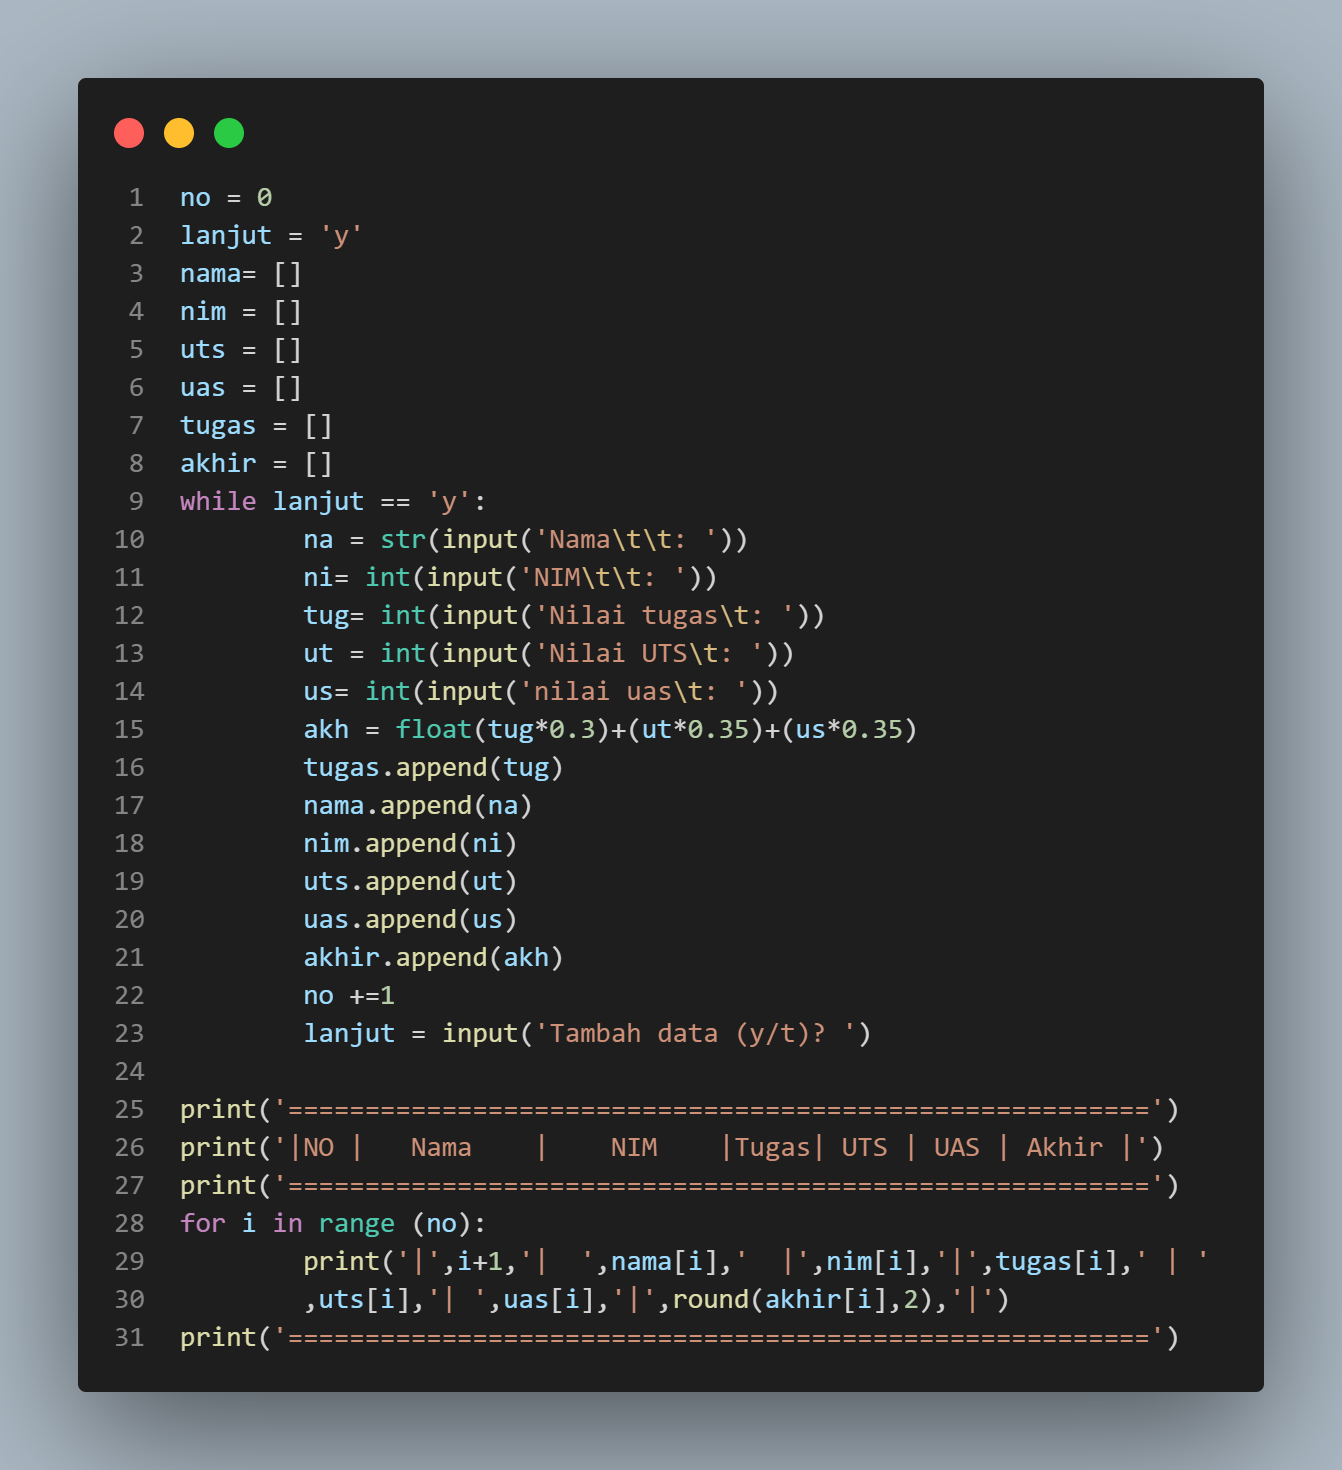 1 no = 0
2 lanjut = 'y'
3 nama= []
4 nim = []
5 uts = []
6 uas = []
7 tugas = []
8 akhir = []
9 while lanjut == 'y':
10         na = str(input('Nama\t\t: '))
11         ni= int(input('NIM\t\t: '))
12         tug= int(input('Nilai tugas\t: '))
13         ut = int(input('Nilai UTS\t: '))
14         us= int(input('nilai uas\t: '))
15         akh = float(tug*0.3)+(ut*0.35)+(us*0.35)
16         tugas.append(tug)
17         nama.append(na)
18         nim.append(ni)
19         uts.append(ut)
20         uas.append(us)
21         akhir.append(akh)
22         no +=1
23         lanjut = input('Tambah data (y/t)? ')
24
25 print('========================================================')
26 print('|NO |   Nama    |    NIM    |Tugas| UTS | UAS | Akhir |')
27 print('========================================================')
28 for i in range (no):
29         print('|',i+1,'|  ',nama[i],'  |',nim[i],'|',tugas[i],' | '
30         ,uts[i],'| ',uas[i],'|',round(akhir[i],2),'|')
31 print('========================================================')